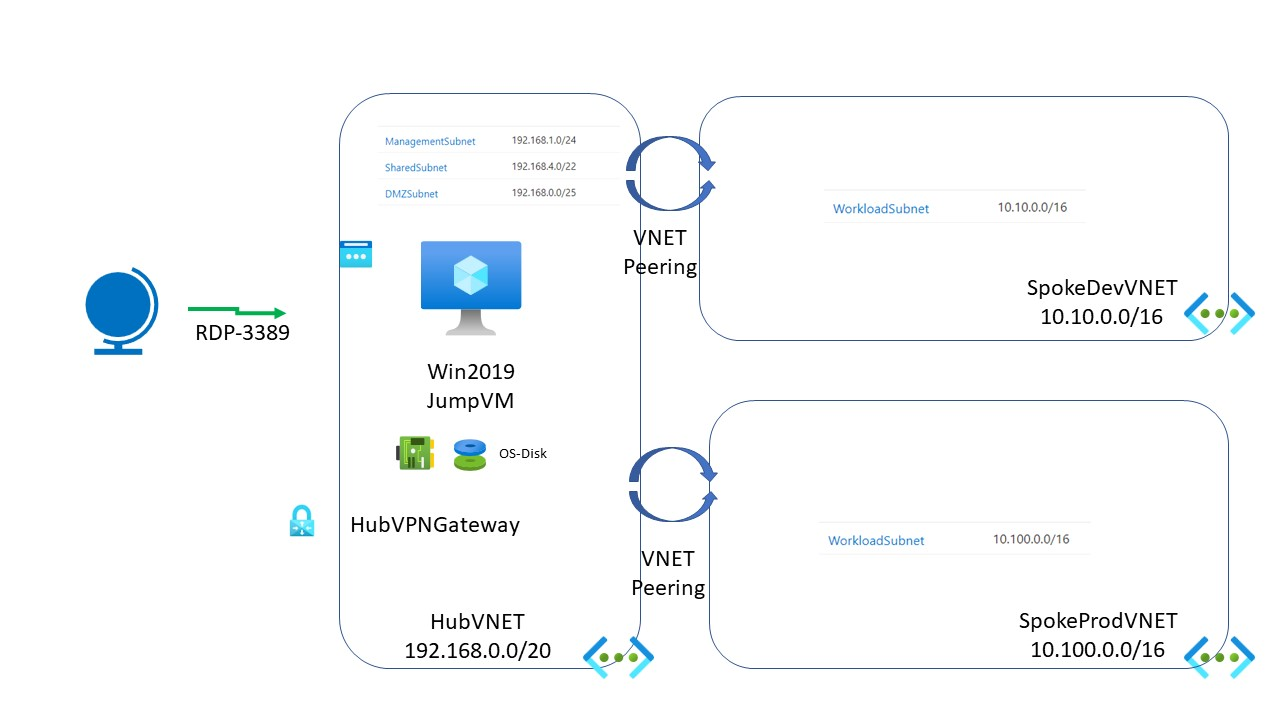 ManagementSubnet 192.168.1.0/24
SharedSubnet 192.168.4.0/22
DMZSubnet 192.168.0.0/25
RDP-3389
Win2019
JumpVM
OS-Disk
HubVPNGateway
HubVNET
192.168.0.0/20
VNET
Peering
WorkloadSubnet 10.10.0.0/16
SpokeDevVNET
10.10.0.0/16
VNET
Peering
WorkloadSubnet 10.100.0.0/16
SpokeProdVNET
10.100.0.0/16